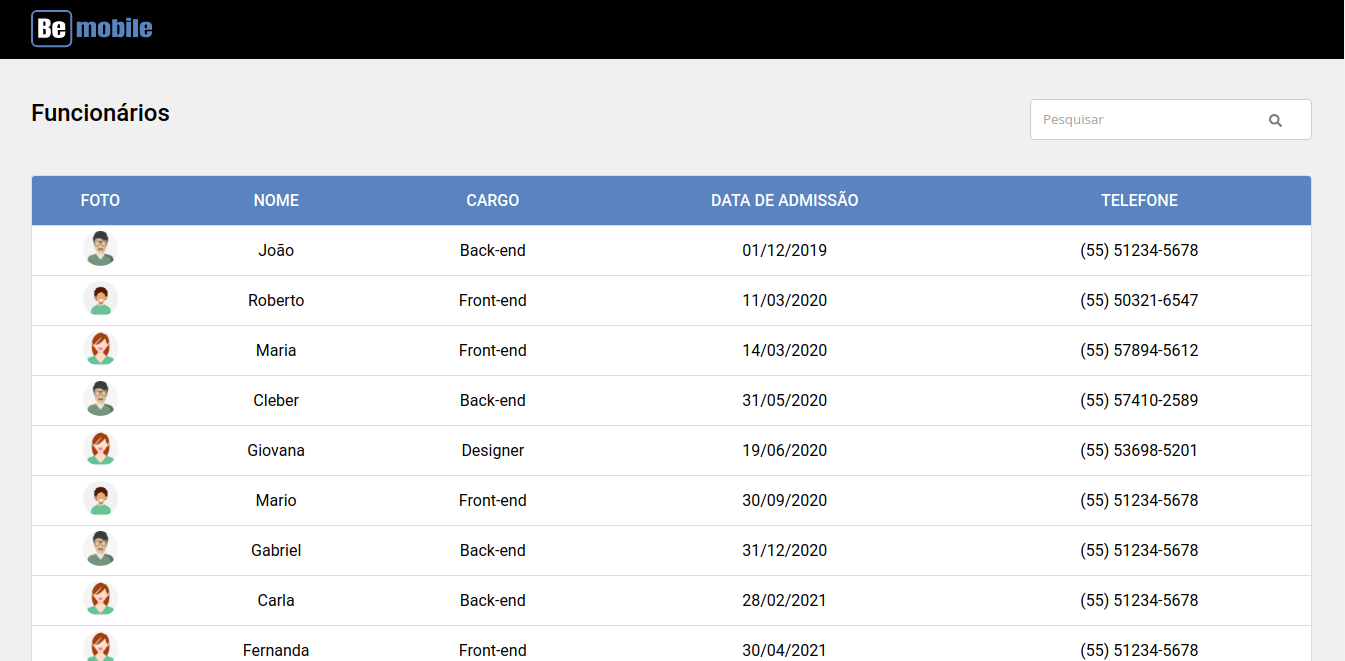 Be mobile
Funcionários
Pesquisar
FOTO NOME CARGO DATA DE ADMISSÃO TELEFONE
João Back-end 01/12/2019 (55) 51234-5678
Roberto Front-end 11/03/2020 (55) 50321-6547
Maria Front-end 14/03/2020 (55) 57894-5612
Cleber Back-end 31/05/2020 (55) 57410-2589
Giovana Designer 19/06/2020 (55) 53698-5201
Mario Front-end 30/09/2020 (55) 51234-5678
Gabriel Back-end 31/12/2020 (55) 51234-5678
Carla Back-end 28/02/2021 (55) 51234-5678
Fernanda Front-end 30/04/2021 (55) 51234-5678